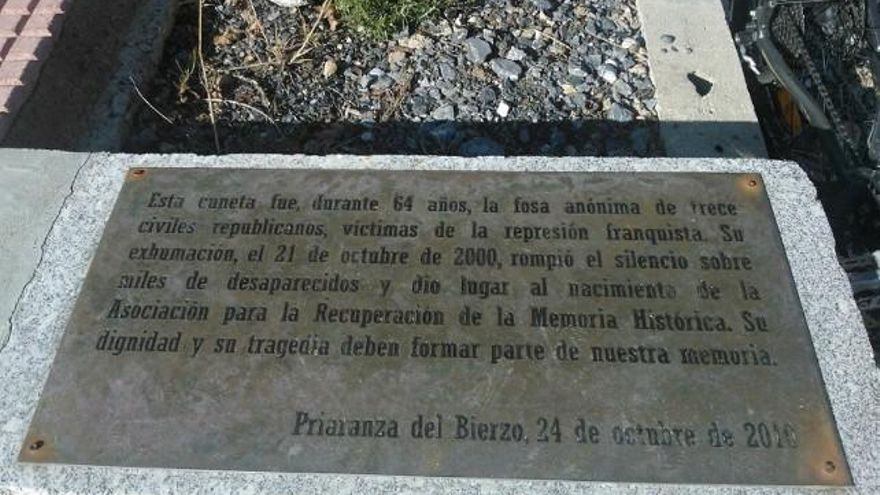 Esta cuneta fue, durante 64 años, la fosa anónima de trece
civiles republicanos, víctimas de la represión franquista. Su
exhumación, el 21 de octubre de 2000, rompió el silencio sobre
miles de desaparecidos y dio lugar al nacimiento de la
Asociación para la Recuperación de la Memoria Histórica. Su
dignidad y su tragedia deben formar parte de nuestra memoria.
Priaranza del Bierzo, 24 de octubre de 2010